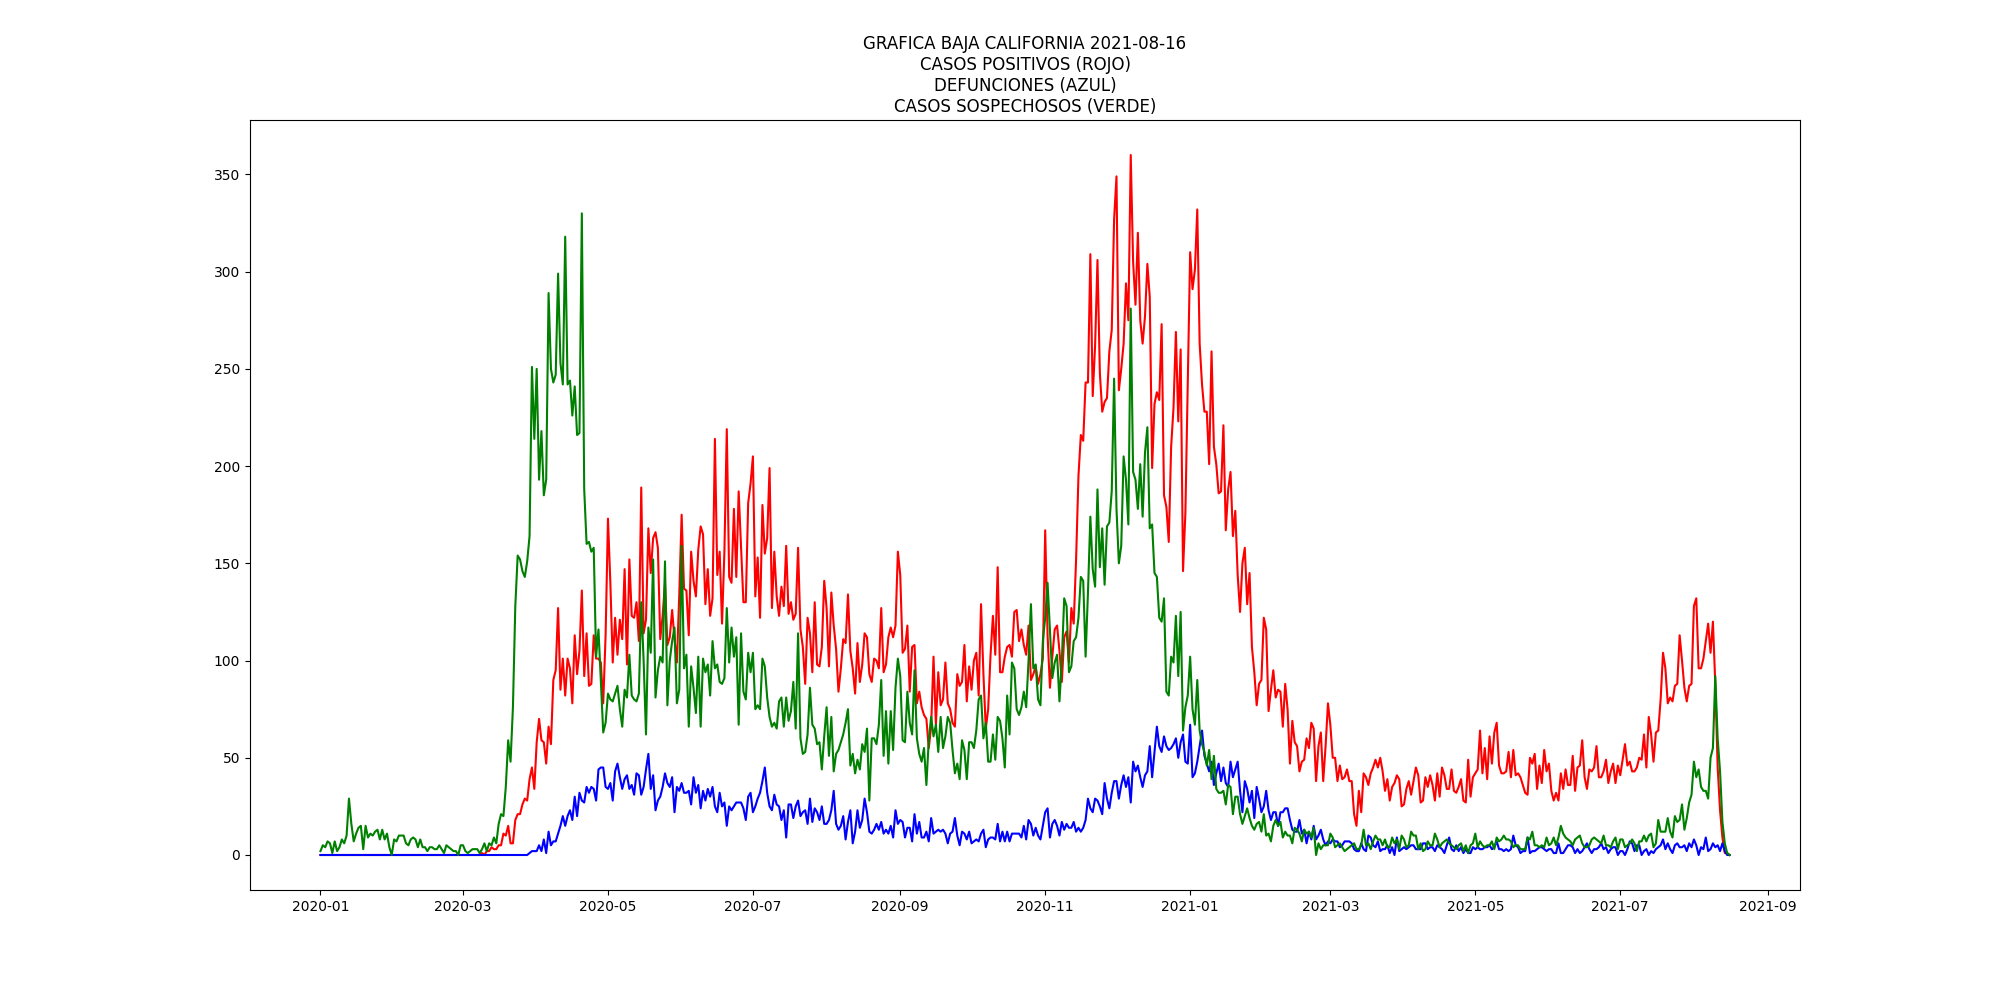 GRAFICA BAJA CALIFORNIA 2021-08-16
CASOS POSITIVOS (ROJO)
DEFUNCIONES (AZUL)
CASOS SOSPECHOSOS (VERDE)
350
300
250
200
150
100
50
0
2020-01 2020-03 2020-05 2020-07 2020-09 2020-11 2021-01 2021-03 2021-05 2021-07 2021-09